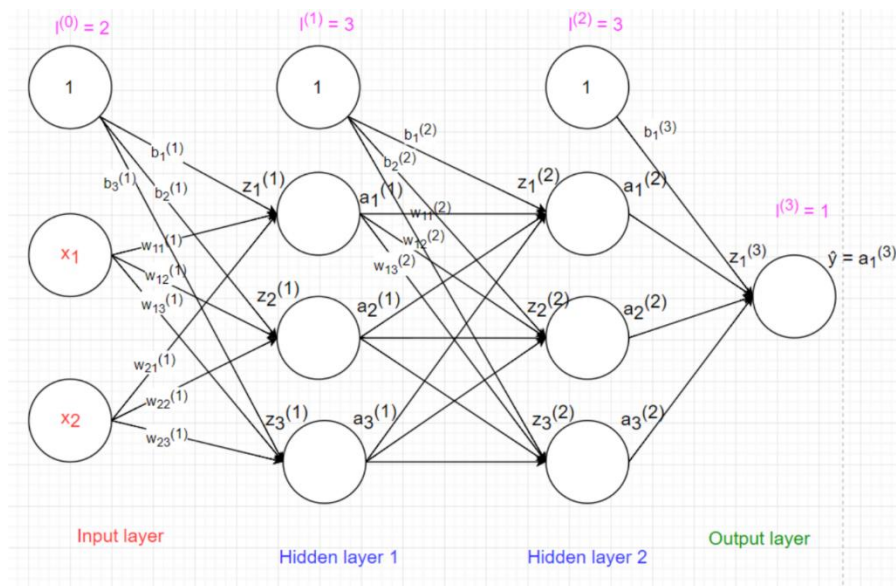 l(0) = 2
l(1) = 3
l(2) = 3
1
1
1
b1(1)
b3(1)
b2(1)
b1(2)
b2(2)
b1(3)
z1(1)
a1(1)
z1(2)
a1(2)
l(3) = 1
x1
w11(1)
w12(1)
w13(1)
w11(2)
w12(2)
w13(2)
z1(3)
ŷ = a1(3)
z2(1)
a2(1)
z2(2)
a2(2)
x2
w21(1)
w22(1)
w23(1)
z3(1)
a3(1)
z3(2)
a3(2)
Input layer
Hidden layer 1
Hidden layer 2
Output layer